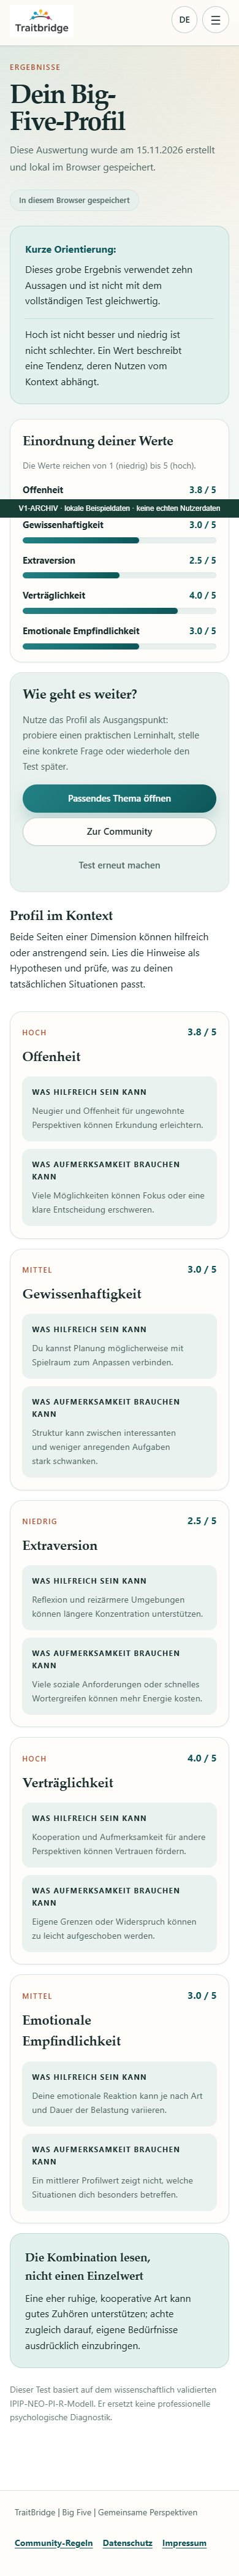 Traitbridge
DE
ERGEBNISSE
Dein Big-
Five-Profil
Diese Auswertung wurde am 15.11.2026 erstellt
und lokal im Browser gespeichert.
In diesem Browser gespeichert
Kurze Orientierung:
Dieses grobe Ergebnis verwendet zehn
Aussagen und ist nicht mit dem
vollständigen Test gleichwertig.
Hoch ist nicht besser und niedrig ist
nicht schlechter. Ein Wert beschreibt
eine Tendenz, deren Nutzen vom
Kontext abhängt.
Einordnung deiner Werte
Die Werte reichen von 1 (niedrig) bis 5 (hoch).
Offenheit 3.8 / 5
V1-ARCHIV · lokale Beispieldaten · keine echten Nutzerdaten
Gewissenhaftigkeit 3.0 / 5
Extraversion 2.5 / 5
Verträglichkeit 4.0 / 5
Emotionale Empfindlichkeit 3.0 / 5
Wie geht es weiter?
Nutze das Profil als Ausgangspunkt:
probiere einen praktischen Lerninhalt, stelle
eine konkrete Frage oder wiederhole den
Test später.
Passendes Thema öffnen
Zur Community
Test erneut machen
Profil im Kontext
Beide Seiten einer Dimension können hilfreich
oder anstrengend sein. Lies die Hinweise als
Hypothesen und prüfe, was zu deinen
tatsächlichen Situationen passt.
HOCH 3.8 / 5
Offenheit
WAS HILFREICH SEIN KANN
Neugier und Offenheit für ungewohnte
Perspektiven können Erkundung erleichtern.
WAS AUFMERKSAMKEIT BRAUCHEN
KANN
Viele Möglichkeiten können Fokus oder eine
klare Entscheidung erschweren.
MITTEL 3.0 / 5
Gewissenhaftigkeit
WAS HILFREICH SEIN KANN
Du kannst Planung möglicherweise mit
Spielraum zum Anpassen verbinden.
WAS AUFMERKSAMKEIT BRAUCHEN
KANN
Struktur kann zwischen interessanten
und weniger anregenden Aufgaben
stark schwanken.
NIEDRIG 2.5 / 5
Extraversion
WAS HILFREICH SEIN KANN
Reflexion und reizärmere Umgebungen
können längere Konzentration unterstützen.
WAS AUFMERKSAMKEIT BRAUCHEN
KANN
Viele soziale Anforderungen oder schnelles
Wortergreifen können mehr Energie kosten.
HOCH 4.0 / 5
Verträglichkeit
WAS HILFREICH SEIN KANN
Kooperation und Aufmerksamkeit für andere
Perspektiven können Vertrauen fördern.
WAS AUFMERKSAMKEIT BRAUCHEN
KANN
Eigene Grenzen oder Widerspruch können
zu leicht aufgeschoben werden.
MITTEL 3.0 / 5
Emotionale
Empfindlichkeit
WAS HILFREICH SEIN KANN
Deine emotionale Reaktion kann je nach Art
und Dauer der Belastung variieren.
WAS AUFMERKSAMKEIT BRAUCHEN
KANN
Ein mittlerer Profilwert zeigt nicht, welche
Situationen dich besonders betreffen.
Die Kombination lesen,
nicht einen Einzelwert
Eine eher ruhige, kooperative Art kann
gutes Zuhören unterstützen; achte
zugleich darauf, eigene Bedürfnisse
ausdrücklich einzubringen.
Dieser Test basiert auf dem wissenschaftlich validierten
IPIP-NEO-PI-R-Modell. Er ersetzt keine professionelle
psychologische Diagnostik.
TraitBridge | Big Five | Gemeinsame Perspektiven
Community-Regeln Datenschutz Impressum